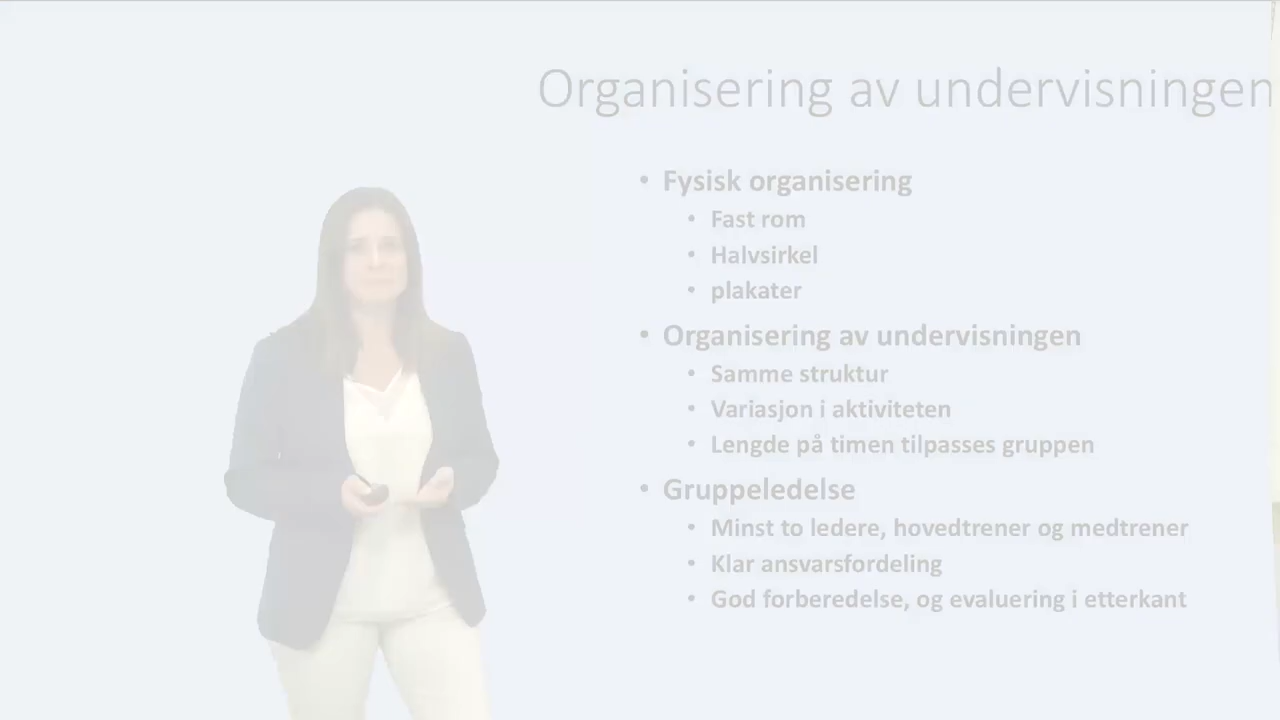 Organisering av undervisningen
• Fysisk organisering
• Fast rom
• Halvsirkel
• plakater
• Organisering av undervisningen
• Samme struktur
• Variasjon i aktiviteten
• Lengde på timen tilpasses gruppen
• Gruppeledelse
• Minst to ledere, hovedtrener og medtrener
• Klar ansvarsfordeling
• God forberedelse, og evaluering i etterkant